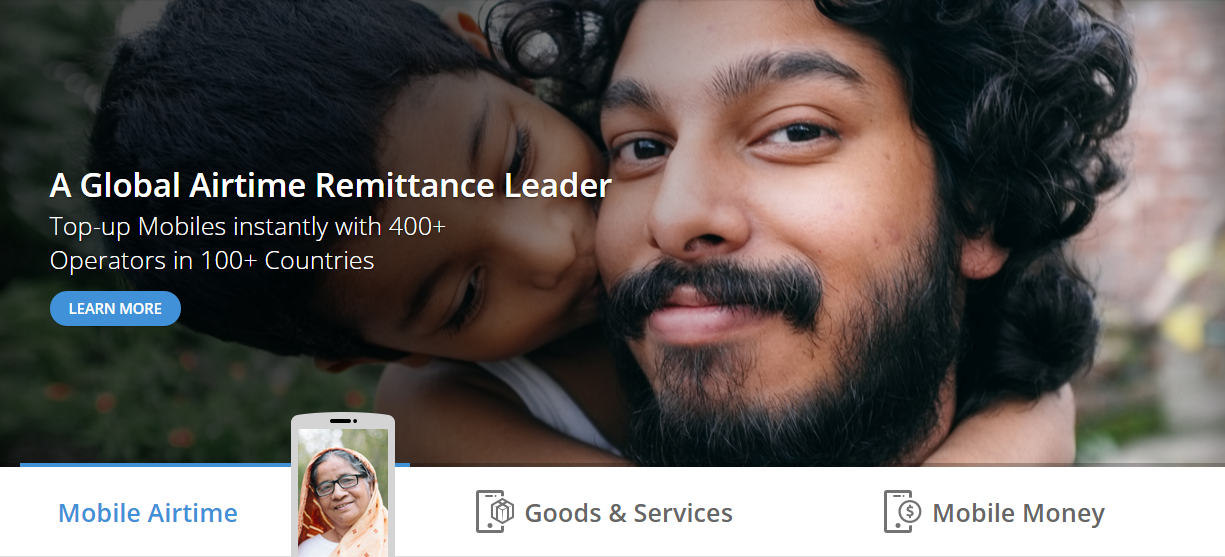 A Global Airtime Remittance Leader
Top-up Mobiles instantly with 400+
Operators in 100+ Countries
LEARN MORE
Mobile Airtime
Goods & Services
$
Mobile Money